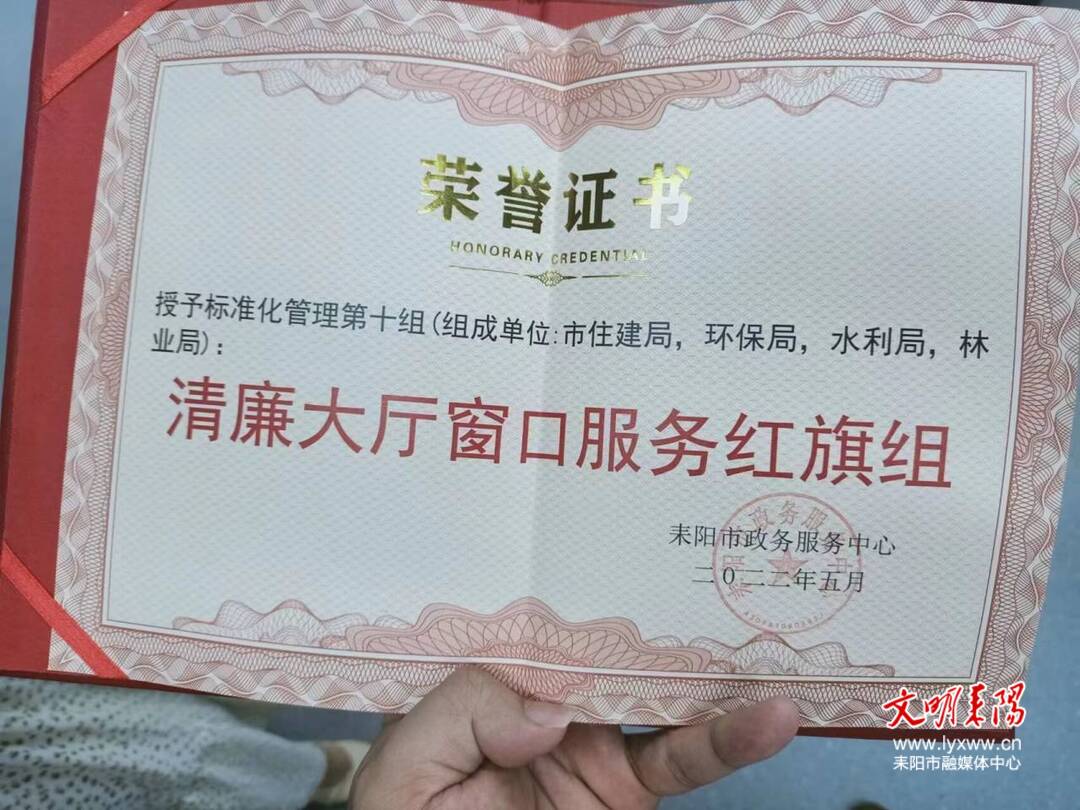 荣誉证书
HONORARY CREDENTIAL
授予标准化管理第十组(组成单位:市住建局，环保局，水利局，林
业局)：
清廉大厅窗口服务红旗组
耒阳市政务服务中心
二〇二二年五月
文明耒阳
www.lyxww.cn
耒阳市融媒体中心